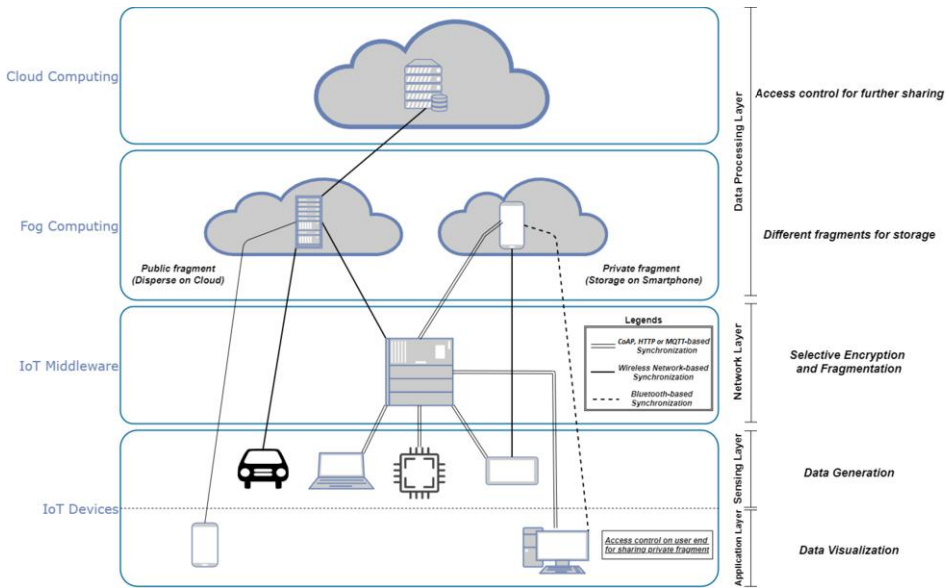 Cloud Computing
Data Processing Layer
Access control for further sharing
Fog Computing
Public fragment
(Disperse on Cloud)
Private fragment
(Storage on Smartphone)
Different fragments for storage
IoT Middleware
Legends
CoAP, HTTP or MQTT-based
Synchronization
Wireless Network-based
Synchronization
Bluetooth-based
Synchronization
Network Layer
Selective Encryption
and Fragmentation
Sensing Layer
Data Generation
IoT Devices
Access control on user end
for sharing private fragment
Application Layer
Data Visualization